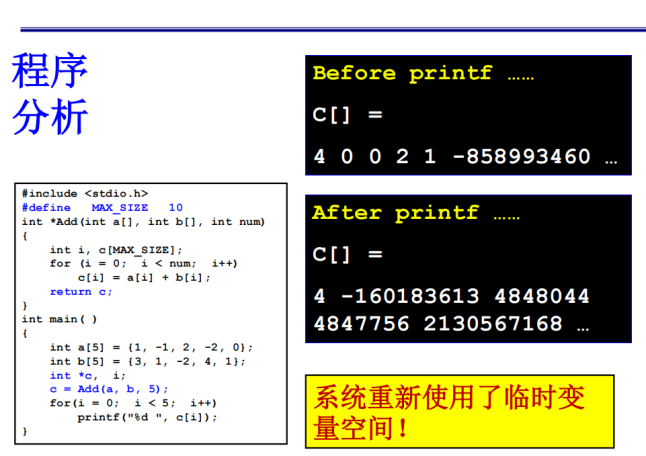 程序
分析
Before printf ……
C[] =
4 0 0 2 1 -858993460 …
#include <stdio.h>
#define MAX_SIZE 10
int *Add(int a[], int b[], int num)
{
int i, c[MAX_SIZE];
for (i = 0; i < num; i++)
c[i] = a[i] + b[i];
return c;
}
int main( )
{
int a[5] = {1, -1, 2, -2, 0};
int b[5] = {3, 1, -2, 4, 1};
int *c, i;
c = Add(a, b, 5);
for(i = 0; i < 5; i++)
printf("%d ", c[i]);
}
After printf ……
C[] =
4 -160183613 4848044
4847756 2130567168 …
系统重新使用了临时变
量空间！